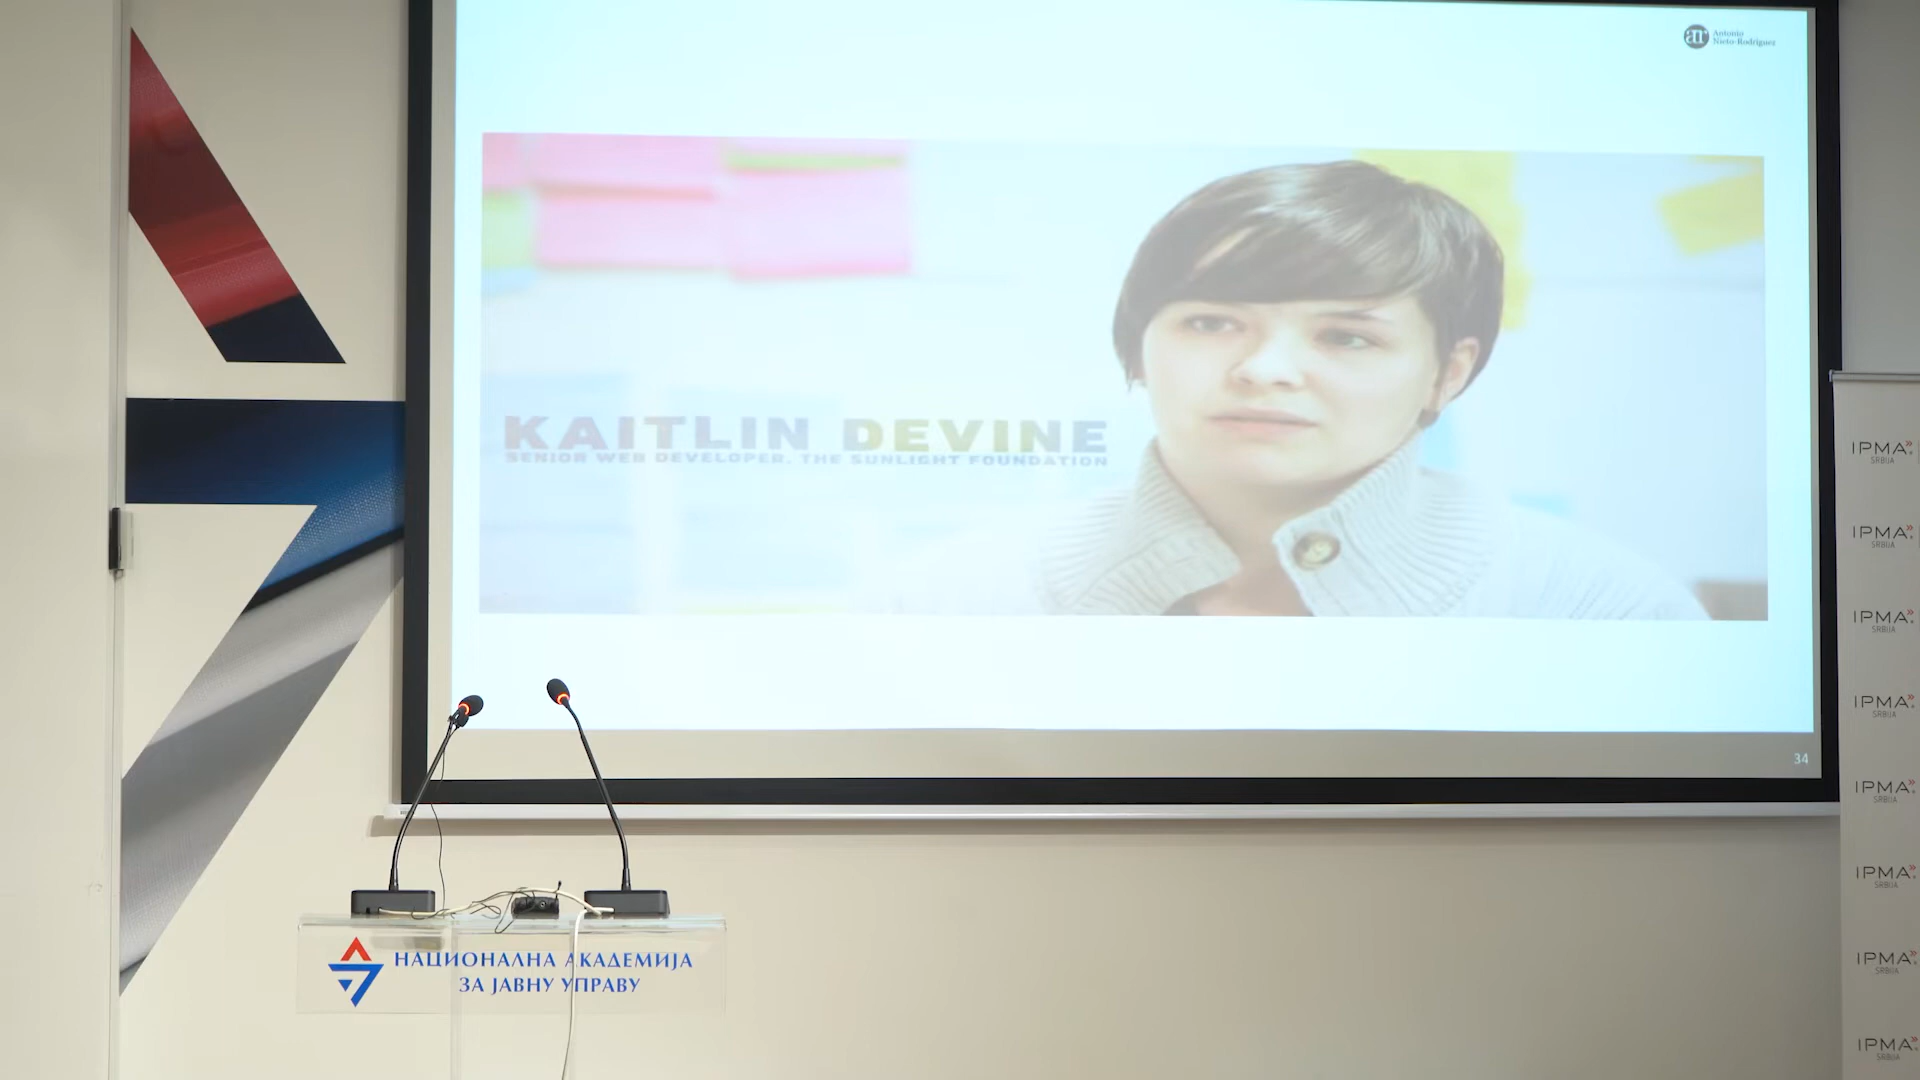 Antonio
Nieto-Rodriguez
KAITLIN DEVINE
SENIOR WEB DEVELOPER, THE SUNLIGHT FOUNDATION
34
НАЦИОНАЛНА АКАДЕМИЈА
ЗА ЈАВНУ УПРАВУ
IPMA
SRBIJA
IPMA
SRBIJA
IPMA
SRBIJA
IPMA
SRBIJA
IPMA
SRBIJA
IPMA
SRBIJA
IPMA
SRBIJA
IPMA
SRBIJA